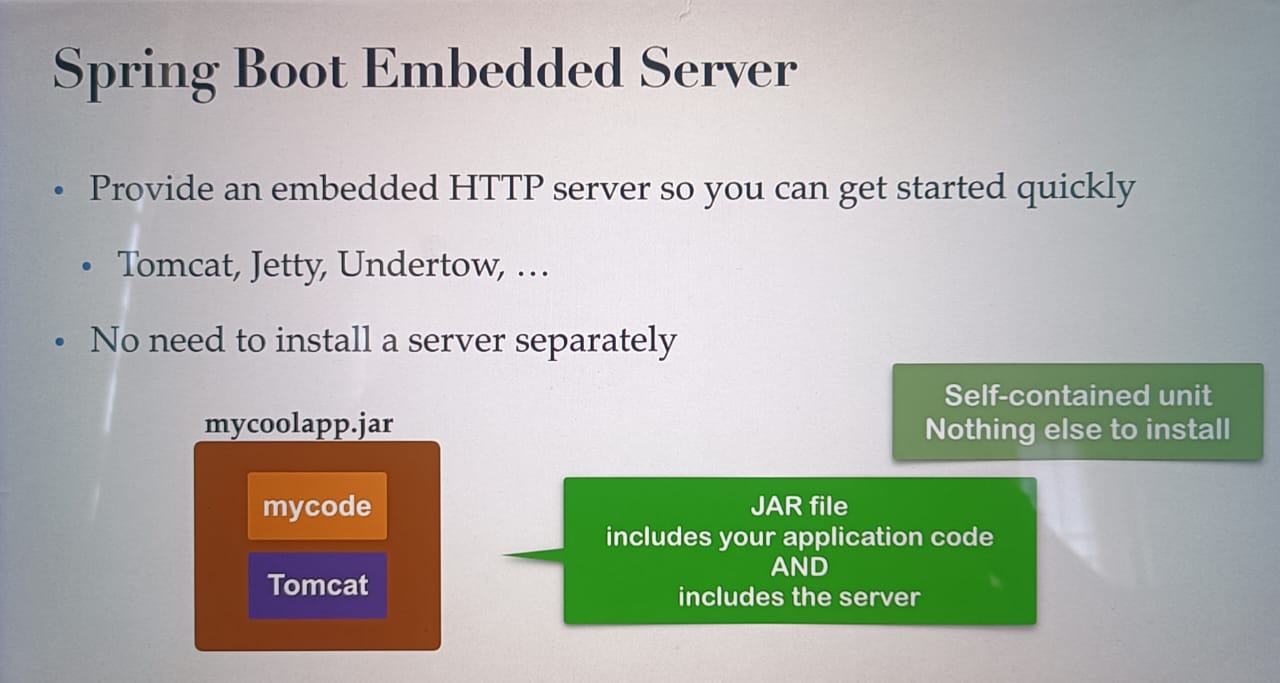 Spring Boot Embedded Server
• Provide an embedded HTTP server so you can get started quickly
• Tomcat, Jetty, Undertow, …
• No need to install a server separately
mycoolapp.jar
mycode
Tomcat
Self-contained unit
Nothing else to install
JAR file
includes your application code
AND
includes the server